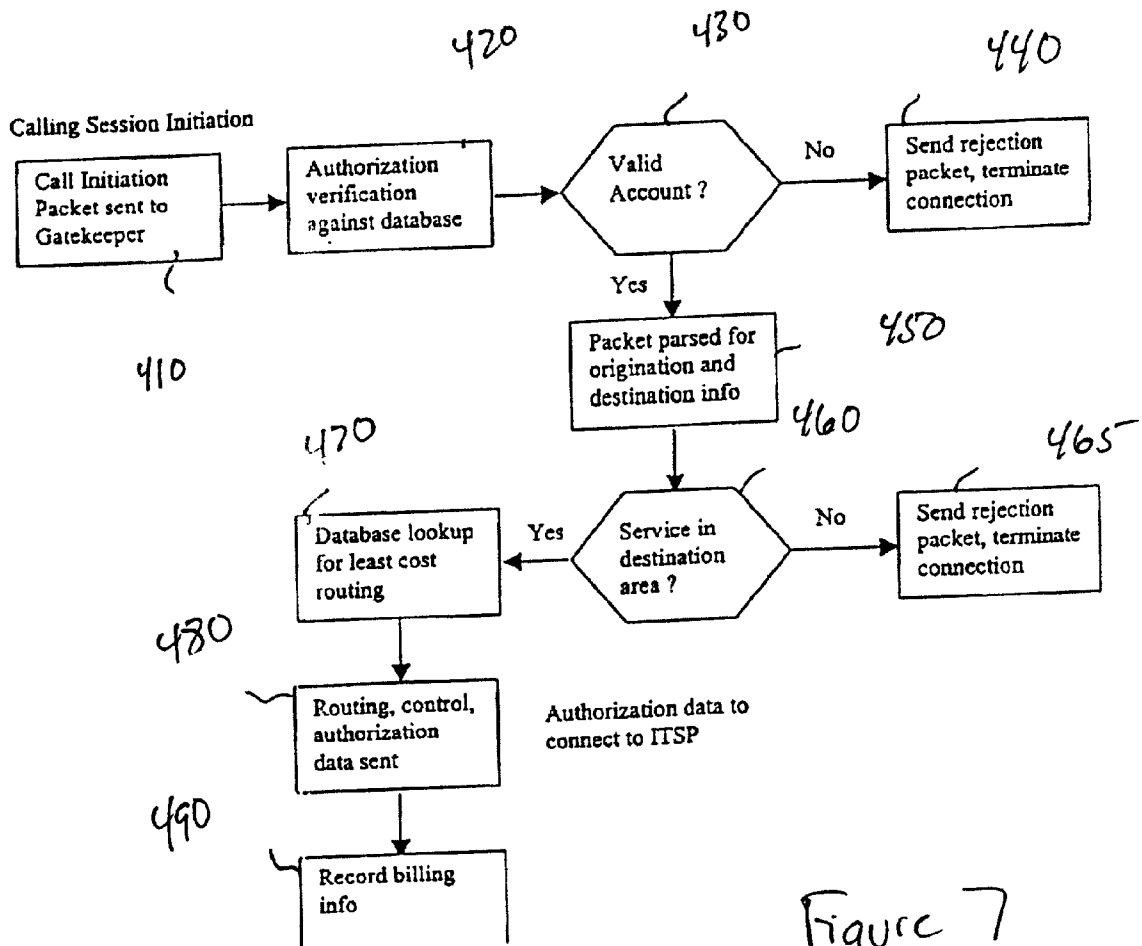 420
430
440
Calling Session Initiation
Call Initiation
Packet sent to
Gatekeeper
Authorization
verification
against database
Valid
Account ?
No
Send rejection
packet, terminate
connection
Yes
410
Packet parsed for
origination and
destination info
450
460
470
465
Database lookup
for least cost
routing
Yes
Service in
destination
area ?
No
Send rejection
packet, terminate
connection
480
Routing, control,
authorization
data sent
Authorization data to
connect to ITSP
490
Record billing
info
Figure 7